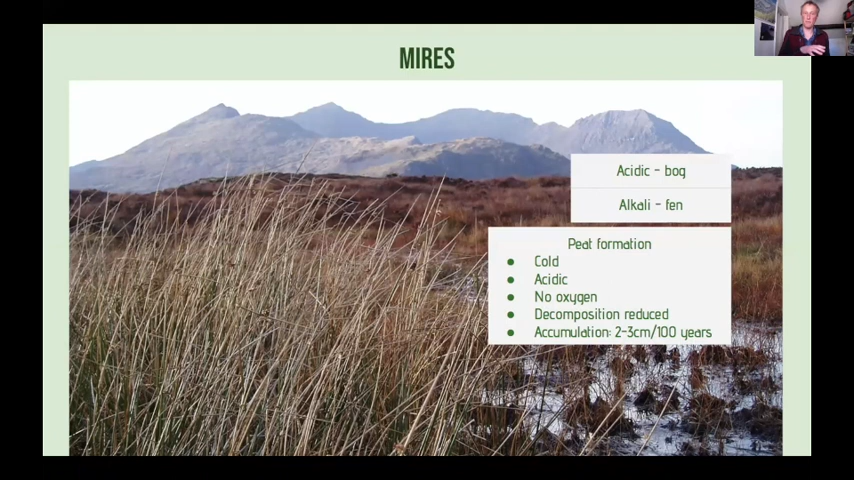 MIRES
Acidic - bog
Alkali - fen
Peat formation
● Cold
● Acidic
● No oxygen
● Decomposition reduced
● Accumulation: 2-3cm/100 years